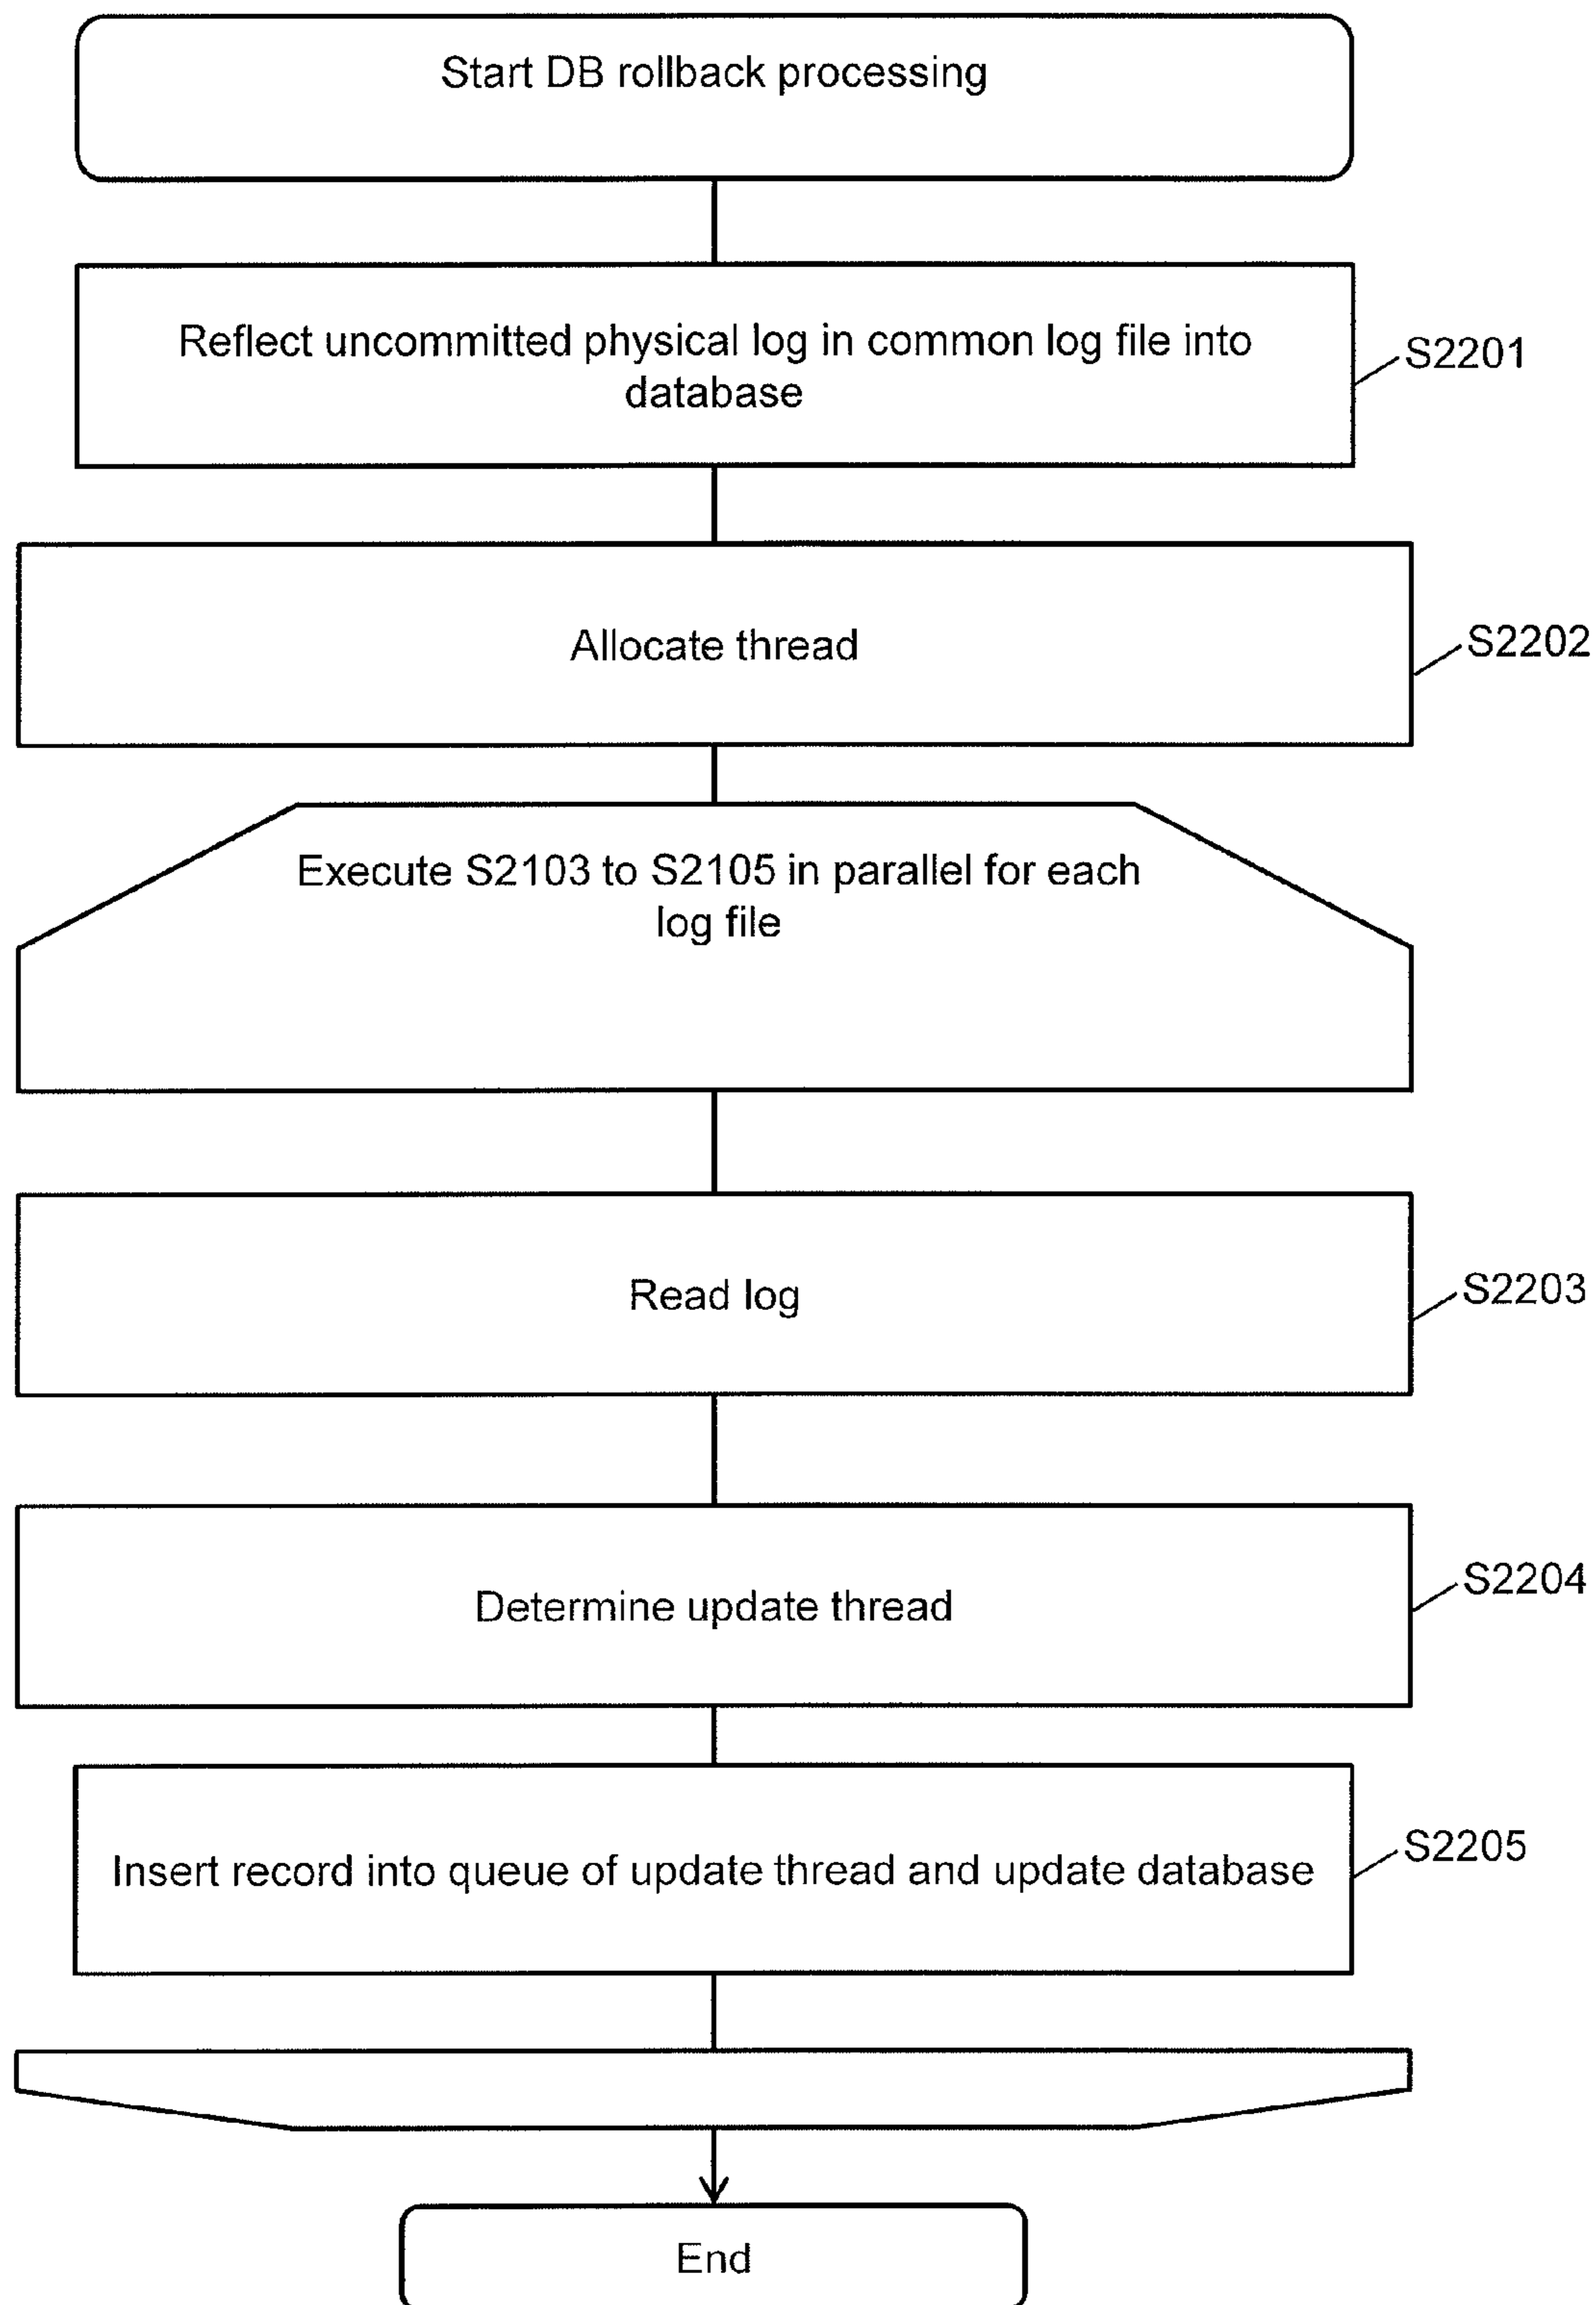 Start DB rollback processing
Reflect uncommitted physical log in common log file into
database
S2201
Allocate thread
S2202
Execute S2103 to S2105 in parallel for each
log file
Read log
S2203
Determine update thread
S2204
Insert record into queue of update thread and update database
S2205
End